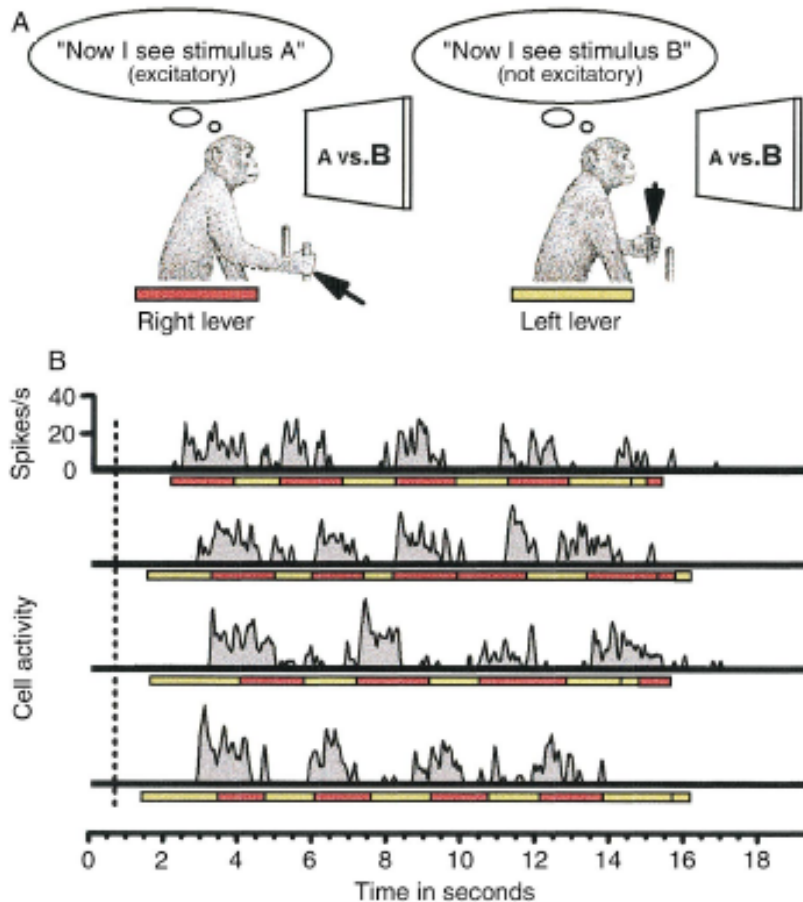 A
"Now I see stimulus A"
(excitatory)
A vs.B
Right lever
"Now I see stimulus B"
(not excitatory)
A vs.B
Left lever
B
Spikes/s
40
20
0
Cell activity
0 2 4 6 8 10 12 14 16 18
Time in seconds